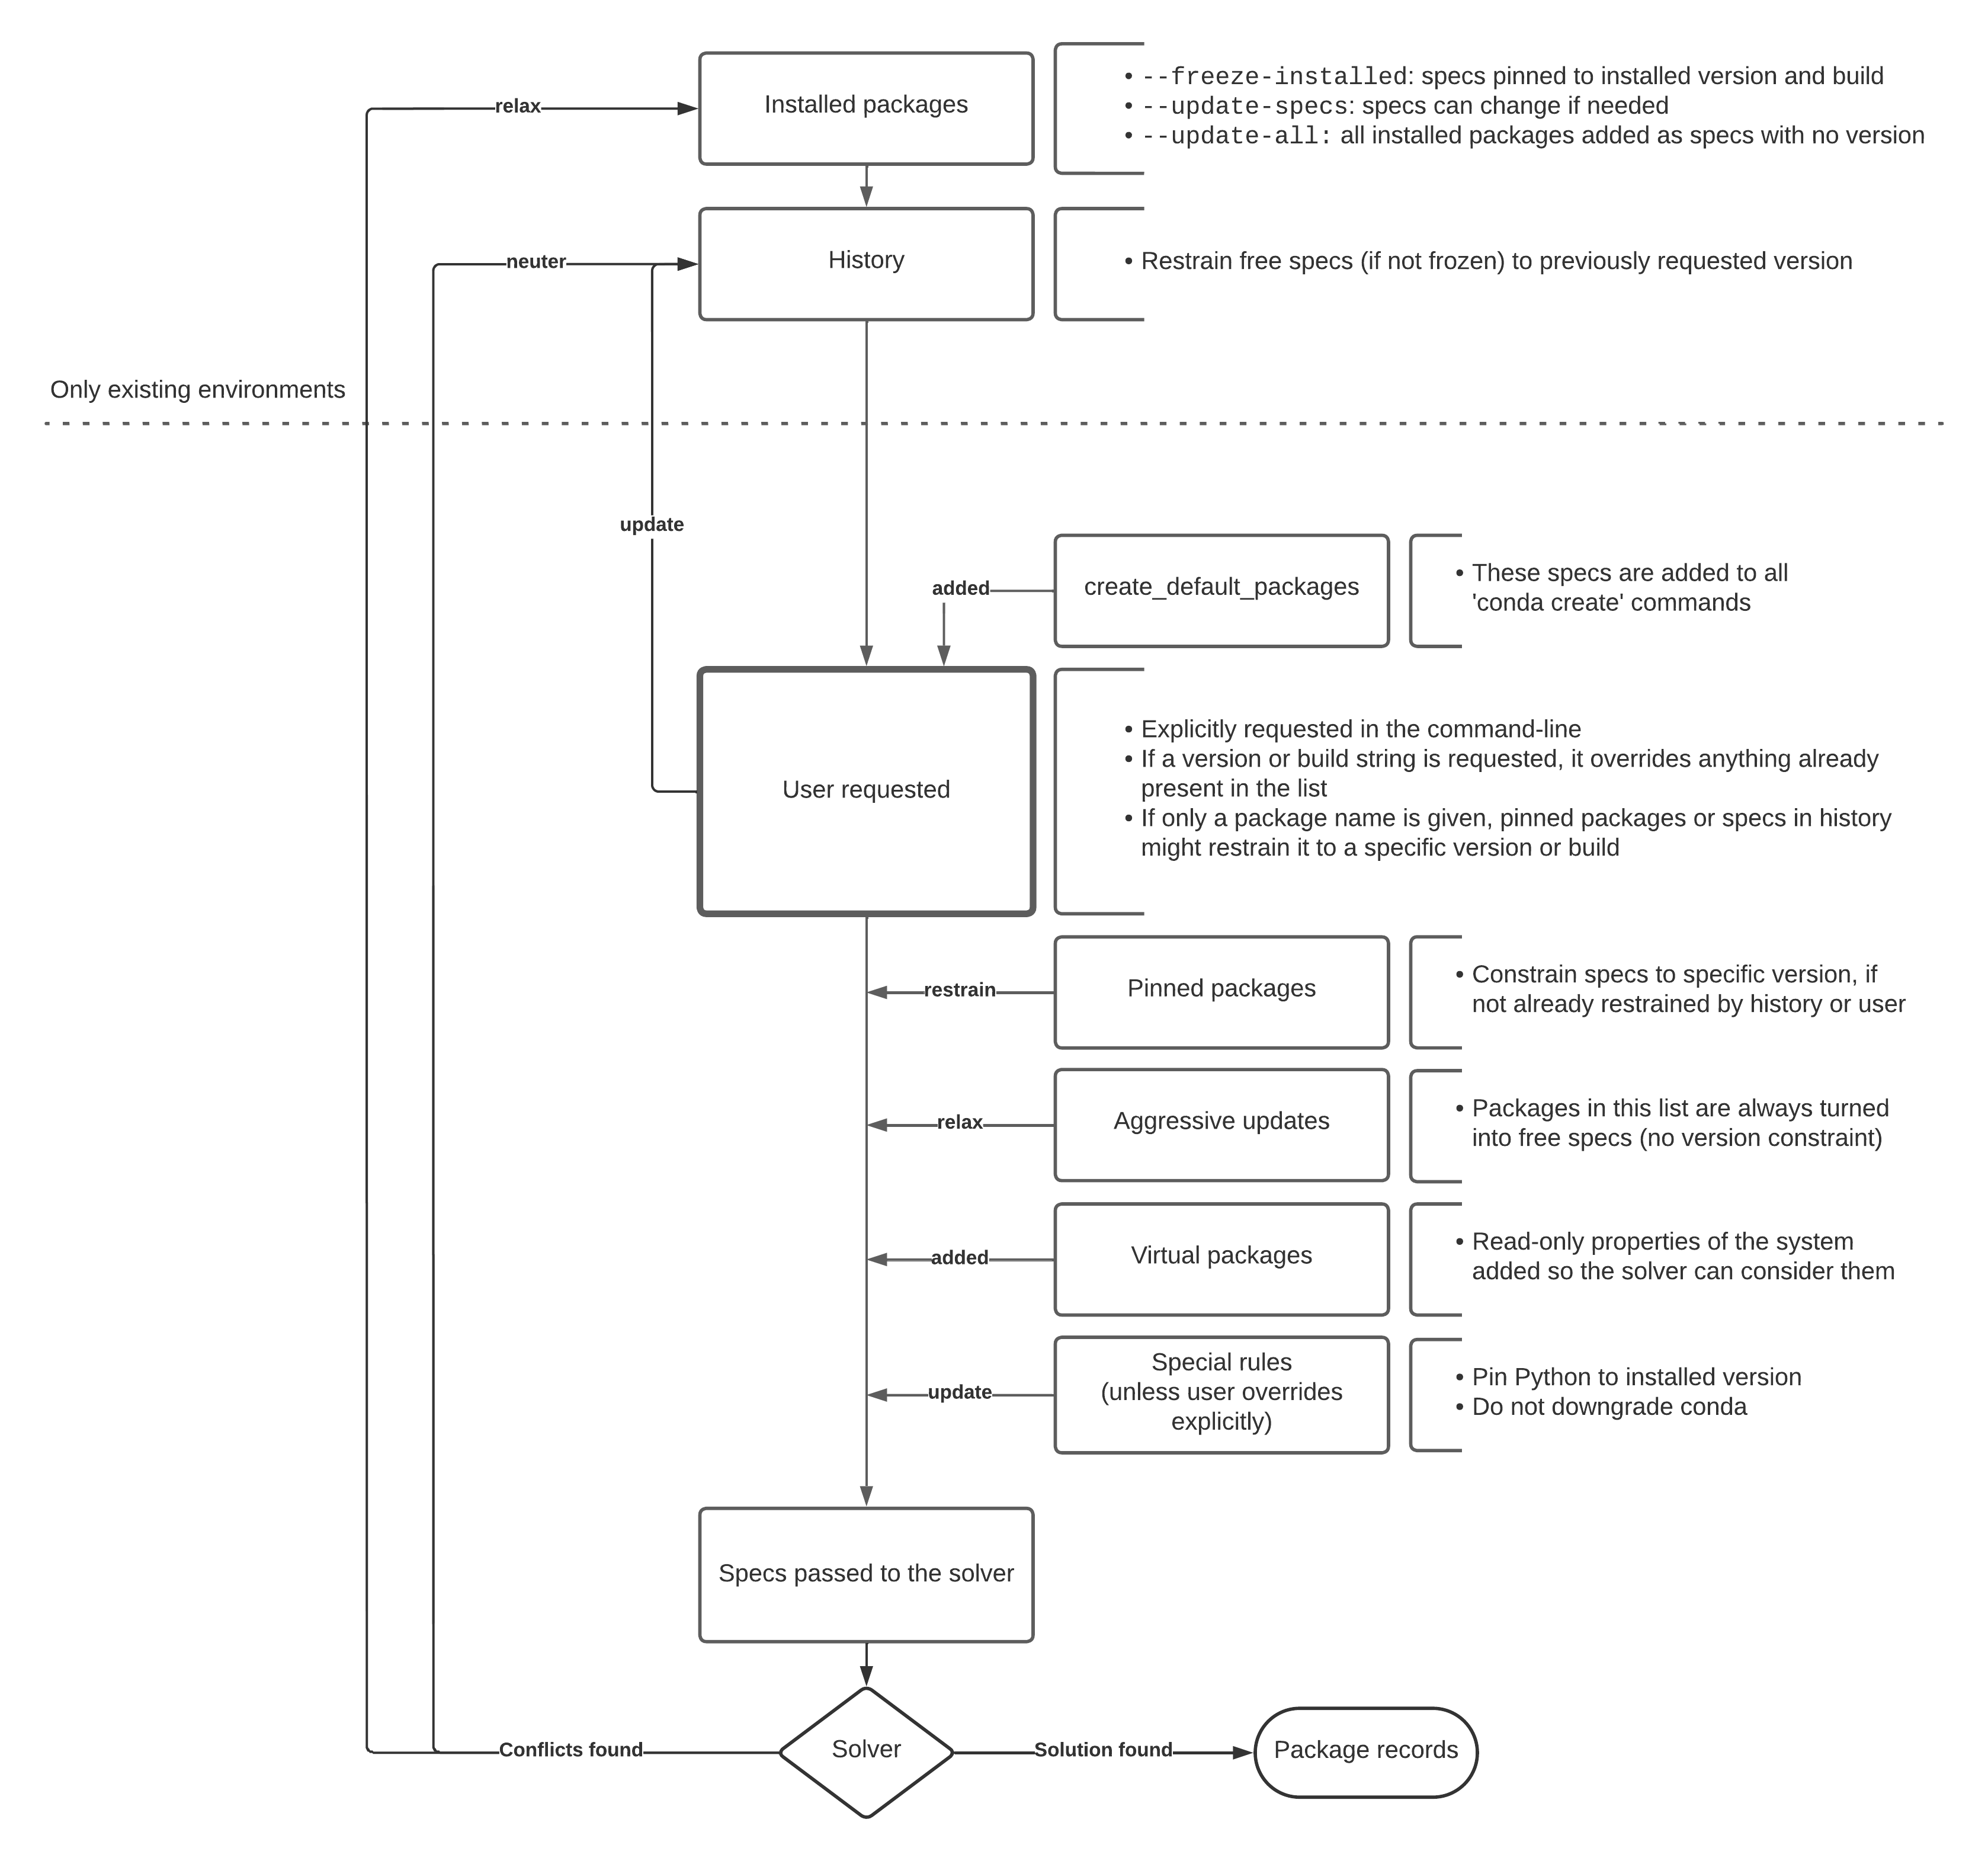 relax
Installed packages
• --freeze-installed: specs pinned to installed version and build
• --update-specs: specs can change if needed
• --update-all: all installed packages added as specs with no version
neuter
History
• Restrain free specs (if not frozen) to previously requested version
Only existing environments
update
added
create_default_packages
• These specs are added to all
'conda create' commands
User requested
• Explicitly requested in the command-line
• If a version or build string is requested, it overrides anything already
present in the list
• If only a package name is given, pinned packages or specs in history
might restrain it to a specific version or build
restrain
Pinned packages
• Constrain specs to specific version, if
not already restrained by history or user
relax
Aggressive updates
• Packages in this list are always turned
into free specs (no version constraint)
added
Virtual packages
• Read-only properties of the system
added so the solver can consider them
update
Special rules
(unless user overrides
explicitly)
• Pin Python to installed version
• Do not downgrade conda
Specs passed to the solver
Conflicts found
Solver
Solution found
Package records